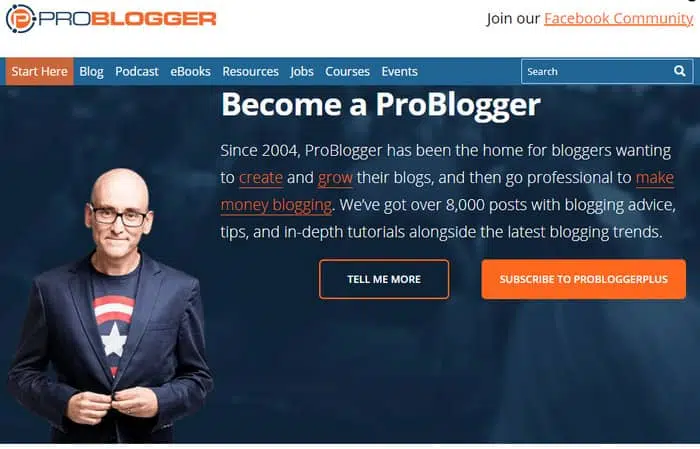 PROBLOGGER
Join our Facebook Community
Start Here Blog Podcast eBooks Resources Jobs Courses Events Search
Become a ProBlogger
Since 2004, ProBlogger has been the home for bloggers wanting
to create and grow their blogs, and then go professional to make
money blogging. We've got over 8,000 posts with blogging advice,
tips, and in-depth tutorials alongside the latest blogging trends.
TELL ME MORE SUBSCRIBE TO PROBLOGGERPLUS